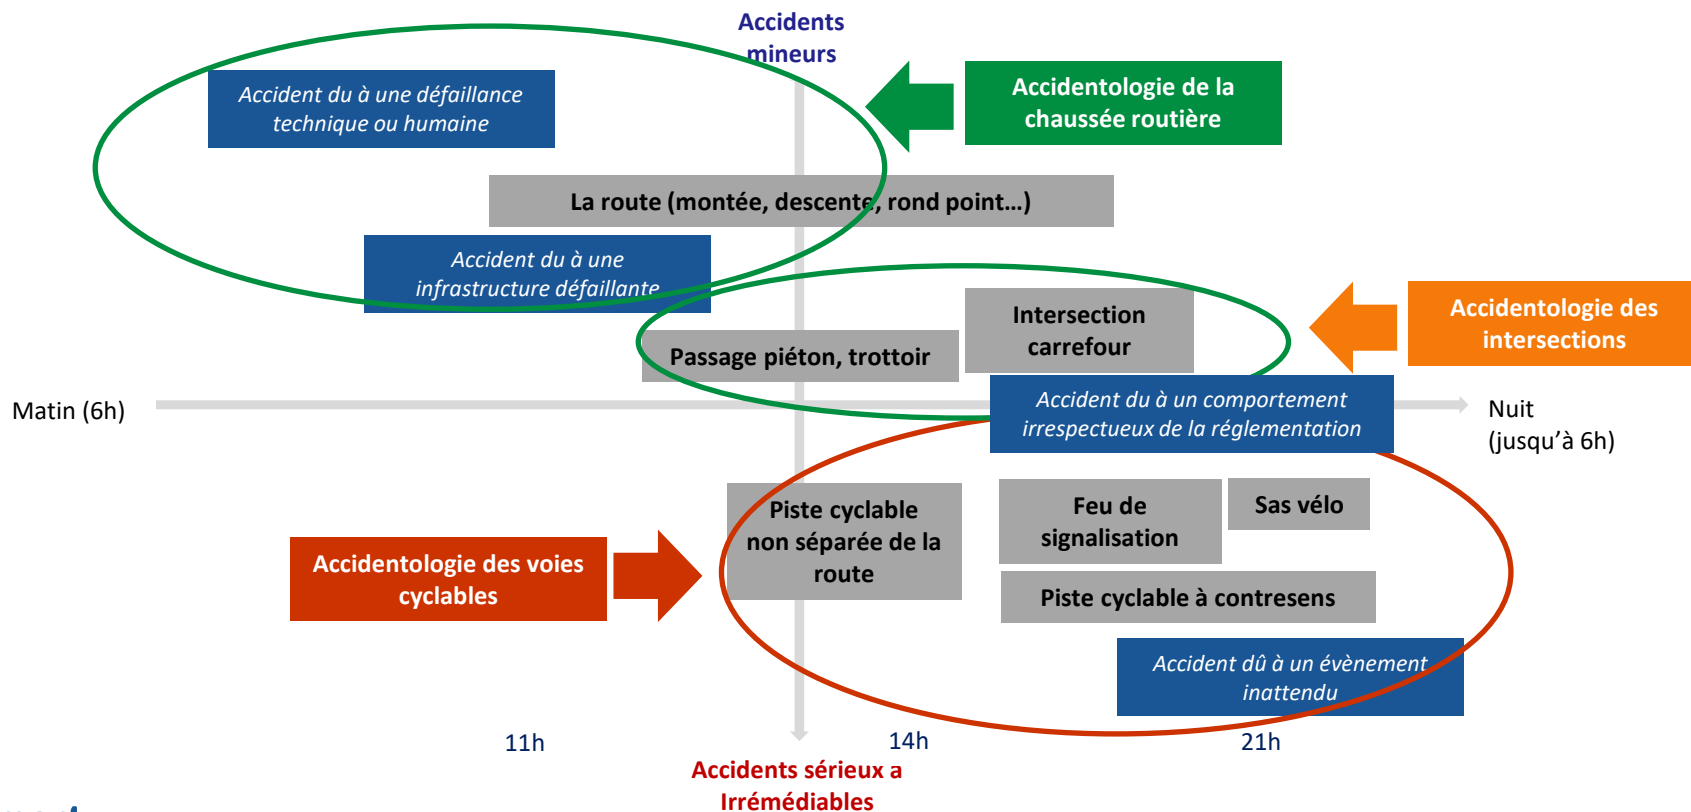 Accidents
mineurs
Accident du à une défaillance
technique ou humaine
Accidentologie de la
chaussée routière
La route (montée, descente, rond point…)
Accident du à une
infrastructure défaillante
Intersection
carrefour
Accidentologie des
intersections
Passage piéton, trottoir
Matin (6h)
Accident du à un comportement
irrespectueux de la réglementation
Nuit
(jusqu'à 6h)
Piste cyclable
non séparée de la
route
Feu de
signalisation
Sas vélo
Accidentologie des voies
cyclables
Piste cyclable à contresens
Accident dû à un évènement
inattendu
11h
14h
21h
Accidents sérieux a
Irrémédiables